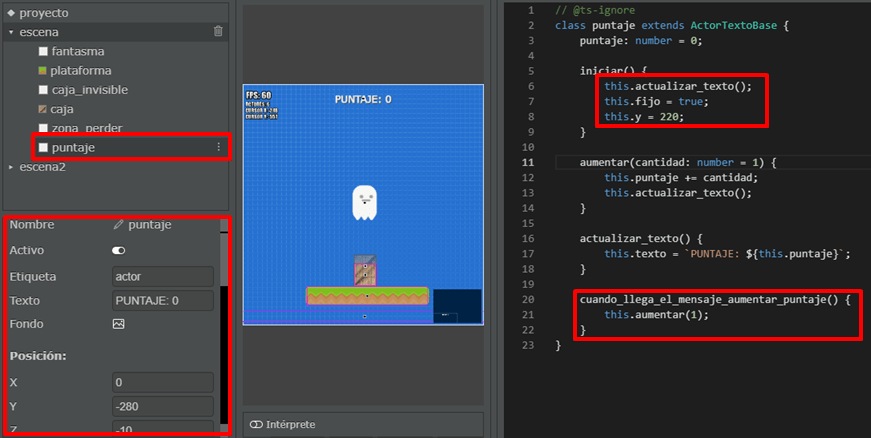 proyecto
escena
fantasma
plataforma
caja_invisible
caja
zona_perder
puntaje
escena2
Nombre puntaje
Activo
Etiqueta actor
Texto PUNTAJE: 0
Fondo
Posición:
X 0
Y -280
Z -10
FPS: 60
PUNTAJE: 0
Intérprete
1 // @ts-ignore
2 class puntaje extends ActorTextoBase {
3 puntaje: number = 0;
4
5 iniciar() {
6 this.actualizar_texto();
7 this.fijo = true;
8 this.y = 220;
9 }
10
11 aumentar(cantidad: number = 1) {
12 this.puntaje += cantidad;
13 this.actualizar_texto();
14 }
15
16 actualizar_texto() {
17 this.texto = `PUNTAJE: ${this.puntaje}`;
18 }
19
20 cuando_llega_el_mensaje_aumentar_puntaje() {
21 this.aumentar(1);
22 }
23 }